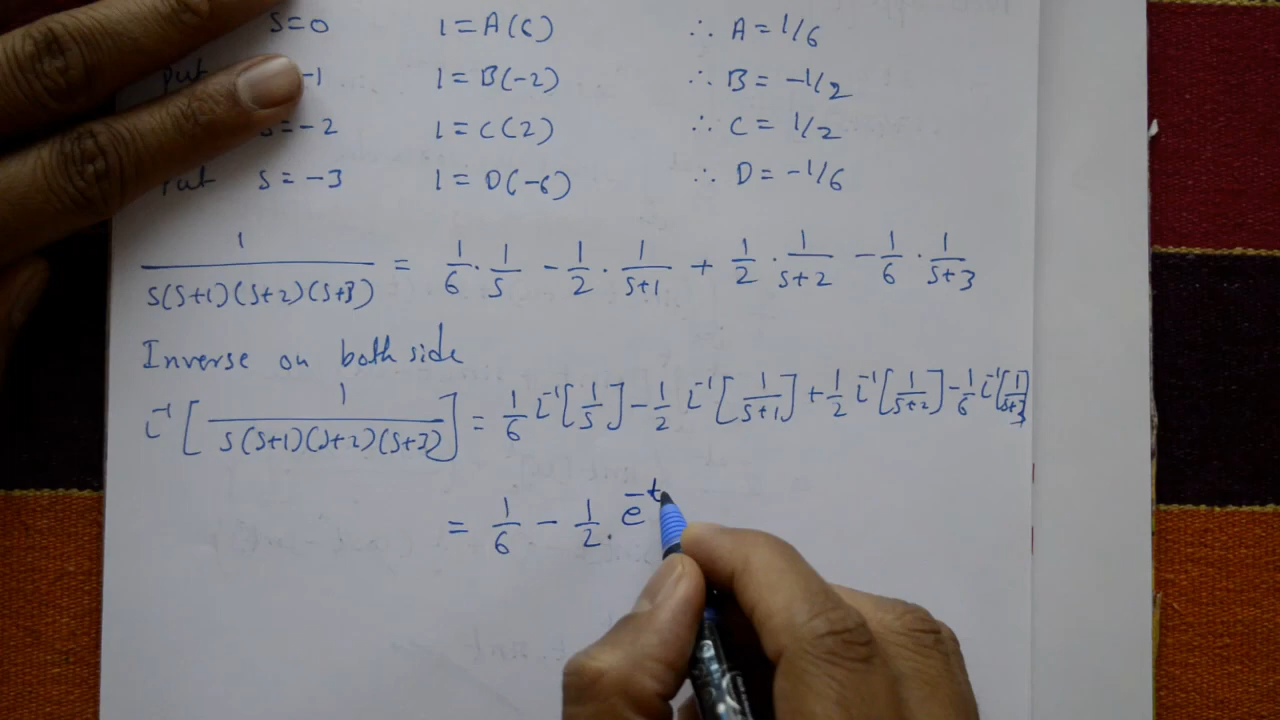 s=0 1=A(6) ∴ A=1/6
put -1 1=B(-2) ∴ B=-1/2
s=-2 1=C(2) ∴ C=1/2
Put s=-3 1=D(-6) ∴ D=-1/6
1/(s(s+1)(s+2)(s+3)) = 1/6 · 1/s - 1/2 · 1/(s+1) + 1/2 · 1/(s+2) - 1/6 · 1/(s+3)
Inverse on both side
L⁻¹[1/(s(s+1)(s+2)(s+3))] = 1/6 L⁻¹[1/s] - 1/2 L⁻¹[1/(s+1)] + 1/2 L⁻¹[1/(s+2)] - 1/6 L⁻¹[1/(s+3)]
= 1/6 - 1/2 · e^-t